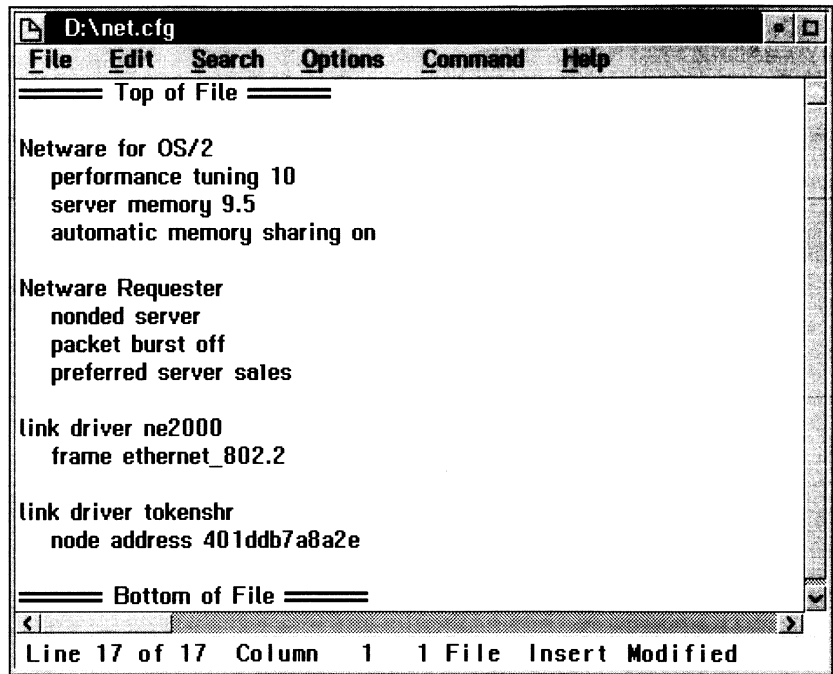 D:\net.cfg
File Edit Search Options Command Help
Top of File
Netware for OS/2
performance tuning 10
server memory 9.5
automatic memory sharing on
Netware Requester
nonded server
packet burst off
preferred server sales
link driver ne2000
frame ethernet_802.2
link driver tokenshr
node address 401ddb7a8a2e
Bottom of File
Line 17 of 17 Column 1 1 File Insert Modified